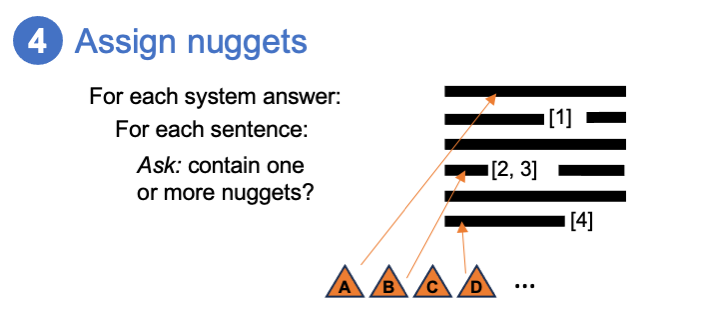 4 Assign nuggets
For each system answer:
For each sentence:
Ask: contain one
or more nuggets?
[1]
[2, 3]
[4]
A B C D ...